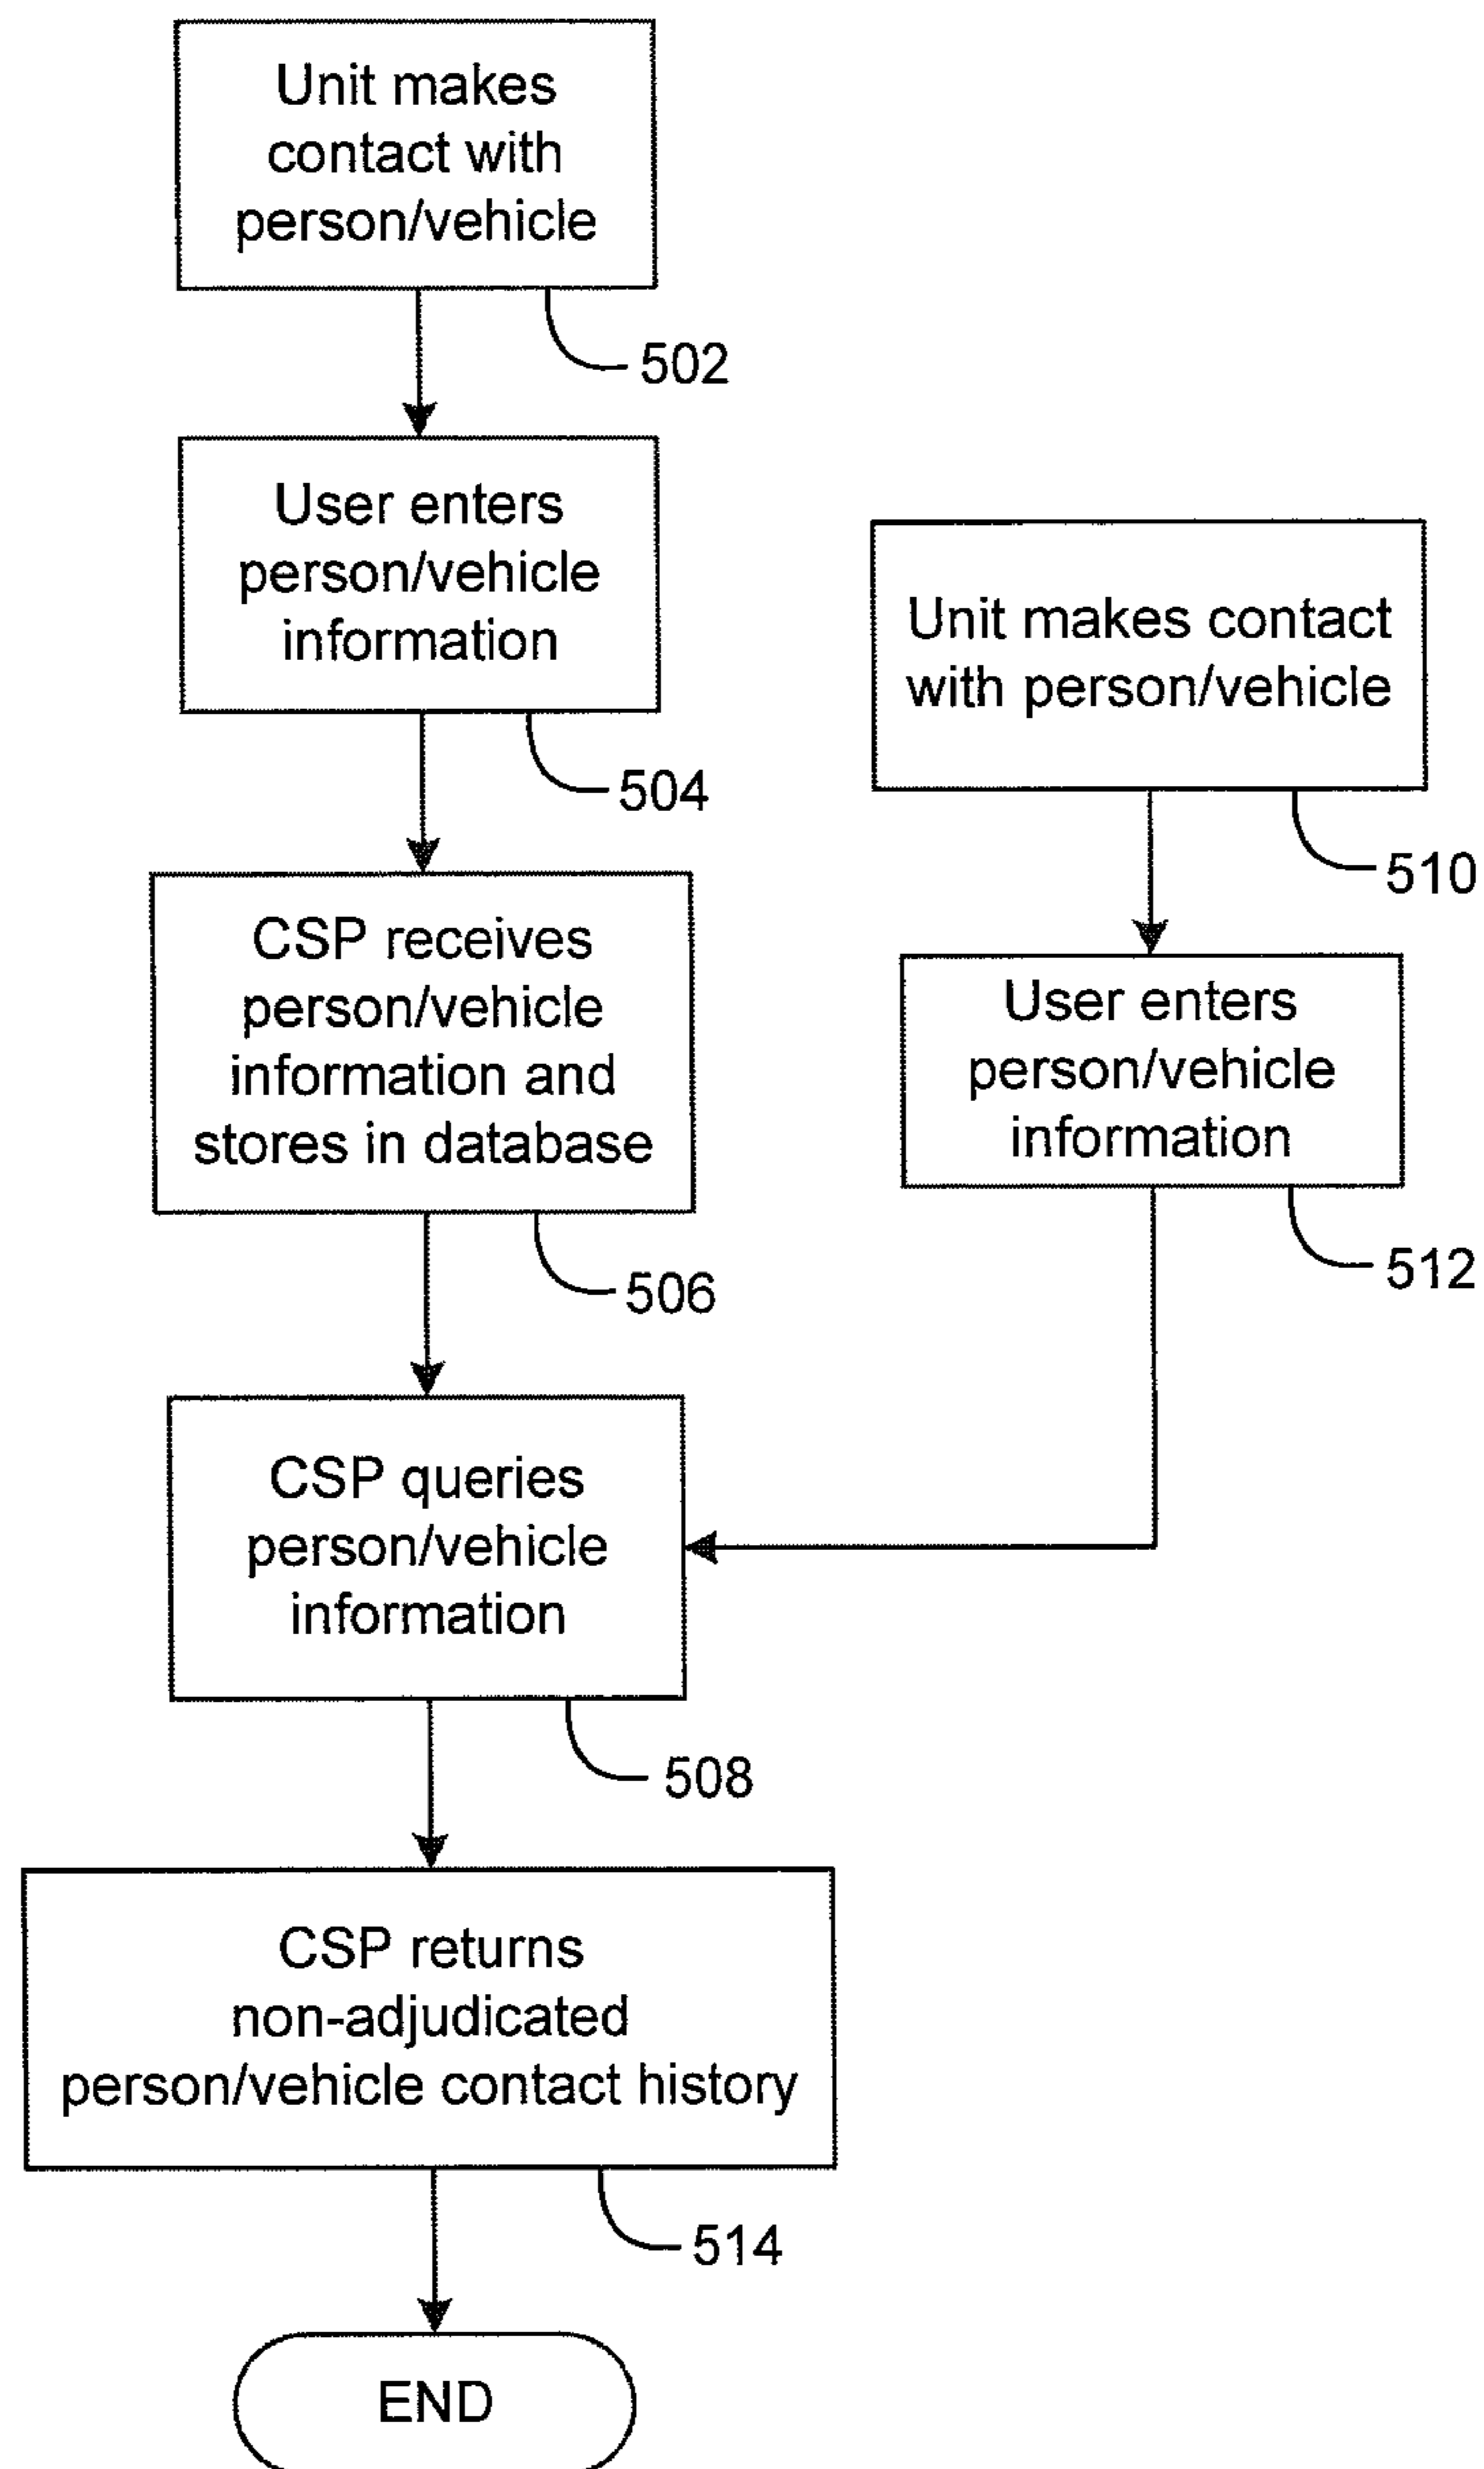 Unit makes
contact with
person/vehicle
502
User enters
person/vehicle
information
504
CSP receives
person/vehicle
information and
stores in database
506
Unit makes contact
with person/vehicle
510
User enters
person/vehicle
information
512
CSP queries
person/vehicle
information
508
CSP returns
non-adjudicated
person/vehicle contact history
514
END